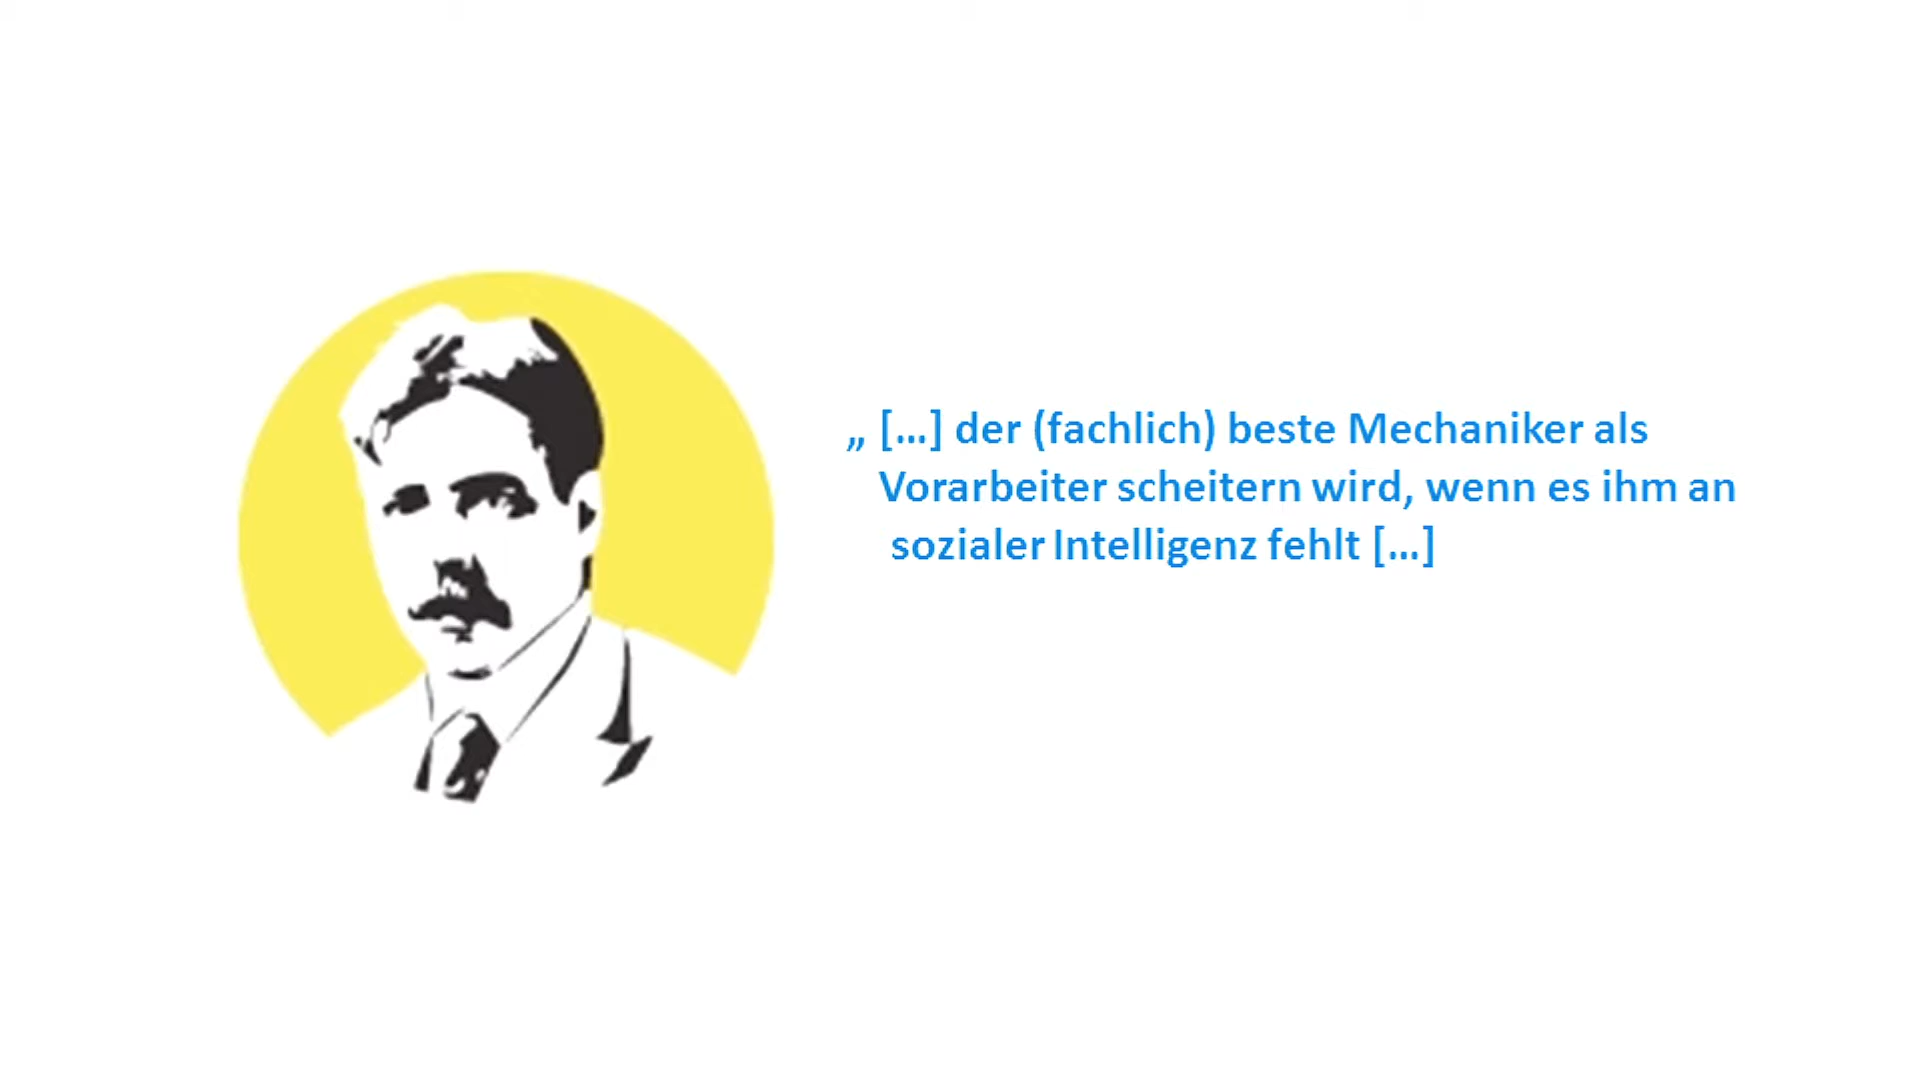 „ […] der (fachlich) beste Mechaniker als
Vorarbeiter scheitern wird, wenn es ihm an
sozialer Intelligenz fehlt […]